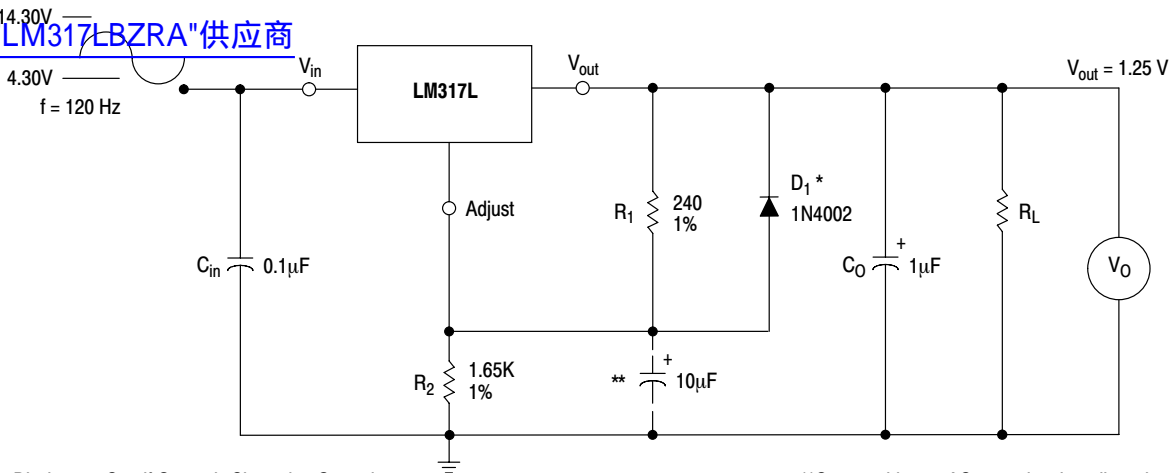 14.30V
LM317LBZRA"供应商
4.30V
f = 120 Hz
Vin
LM317L
Vout
Vout = 1.25 V
Adjust
R1
240
1%
D1 *
1N4002
RL
Cin
0.1μF
CO
+
1μF
VO
R2
1.65K
1%
**
+
10μF